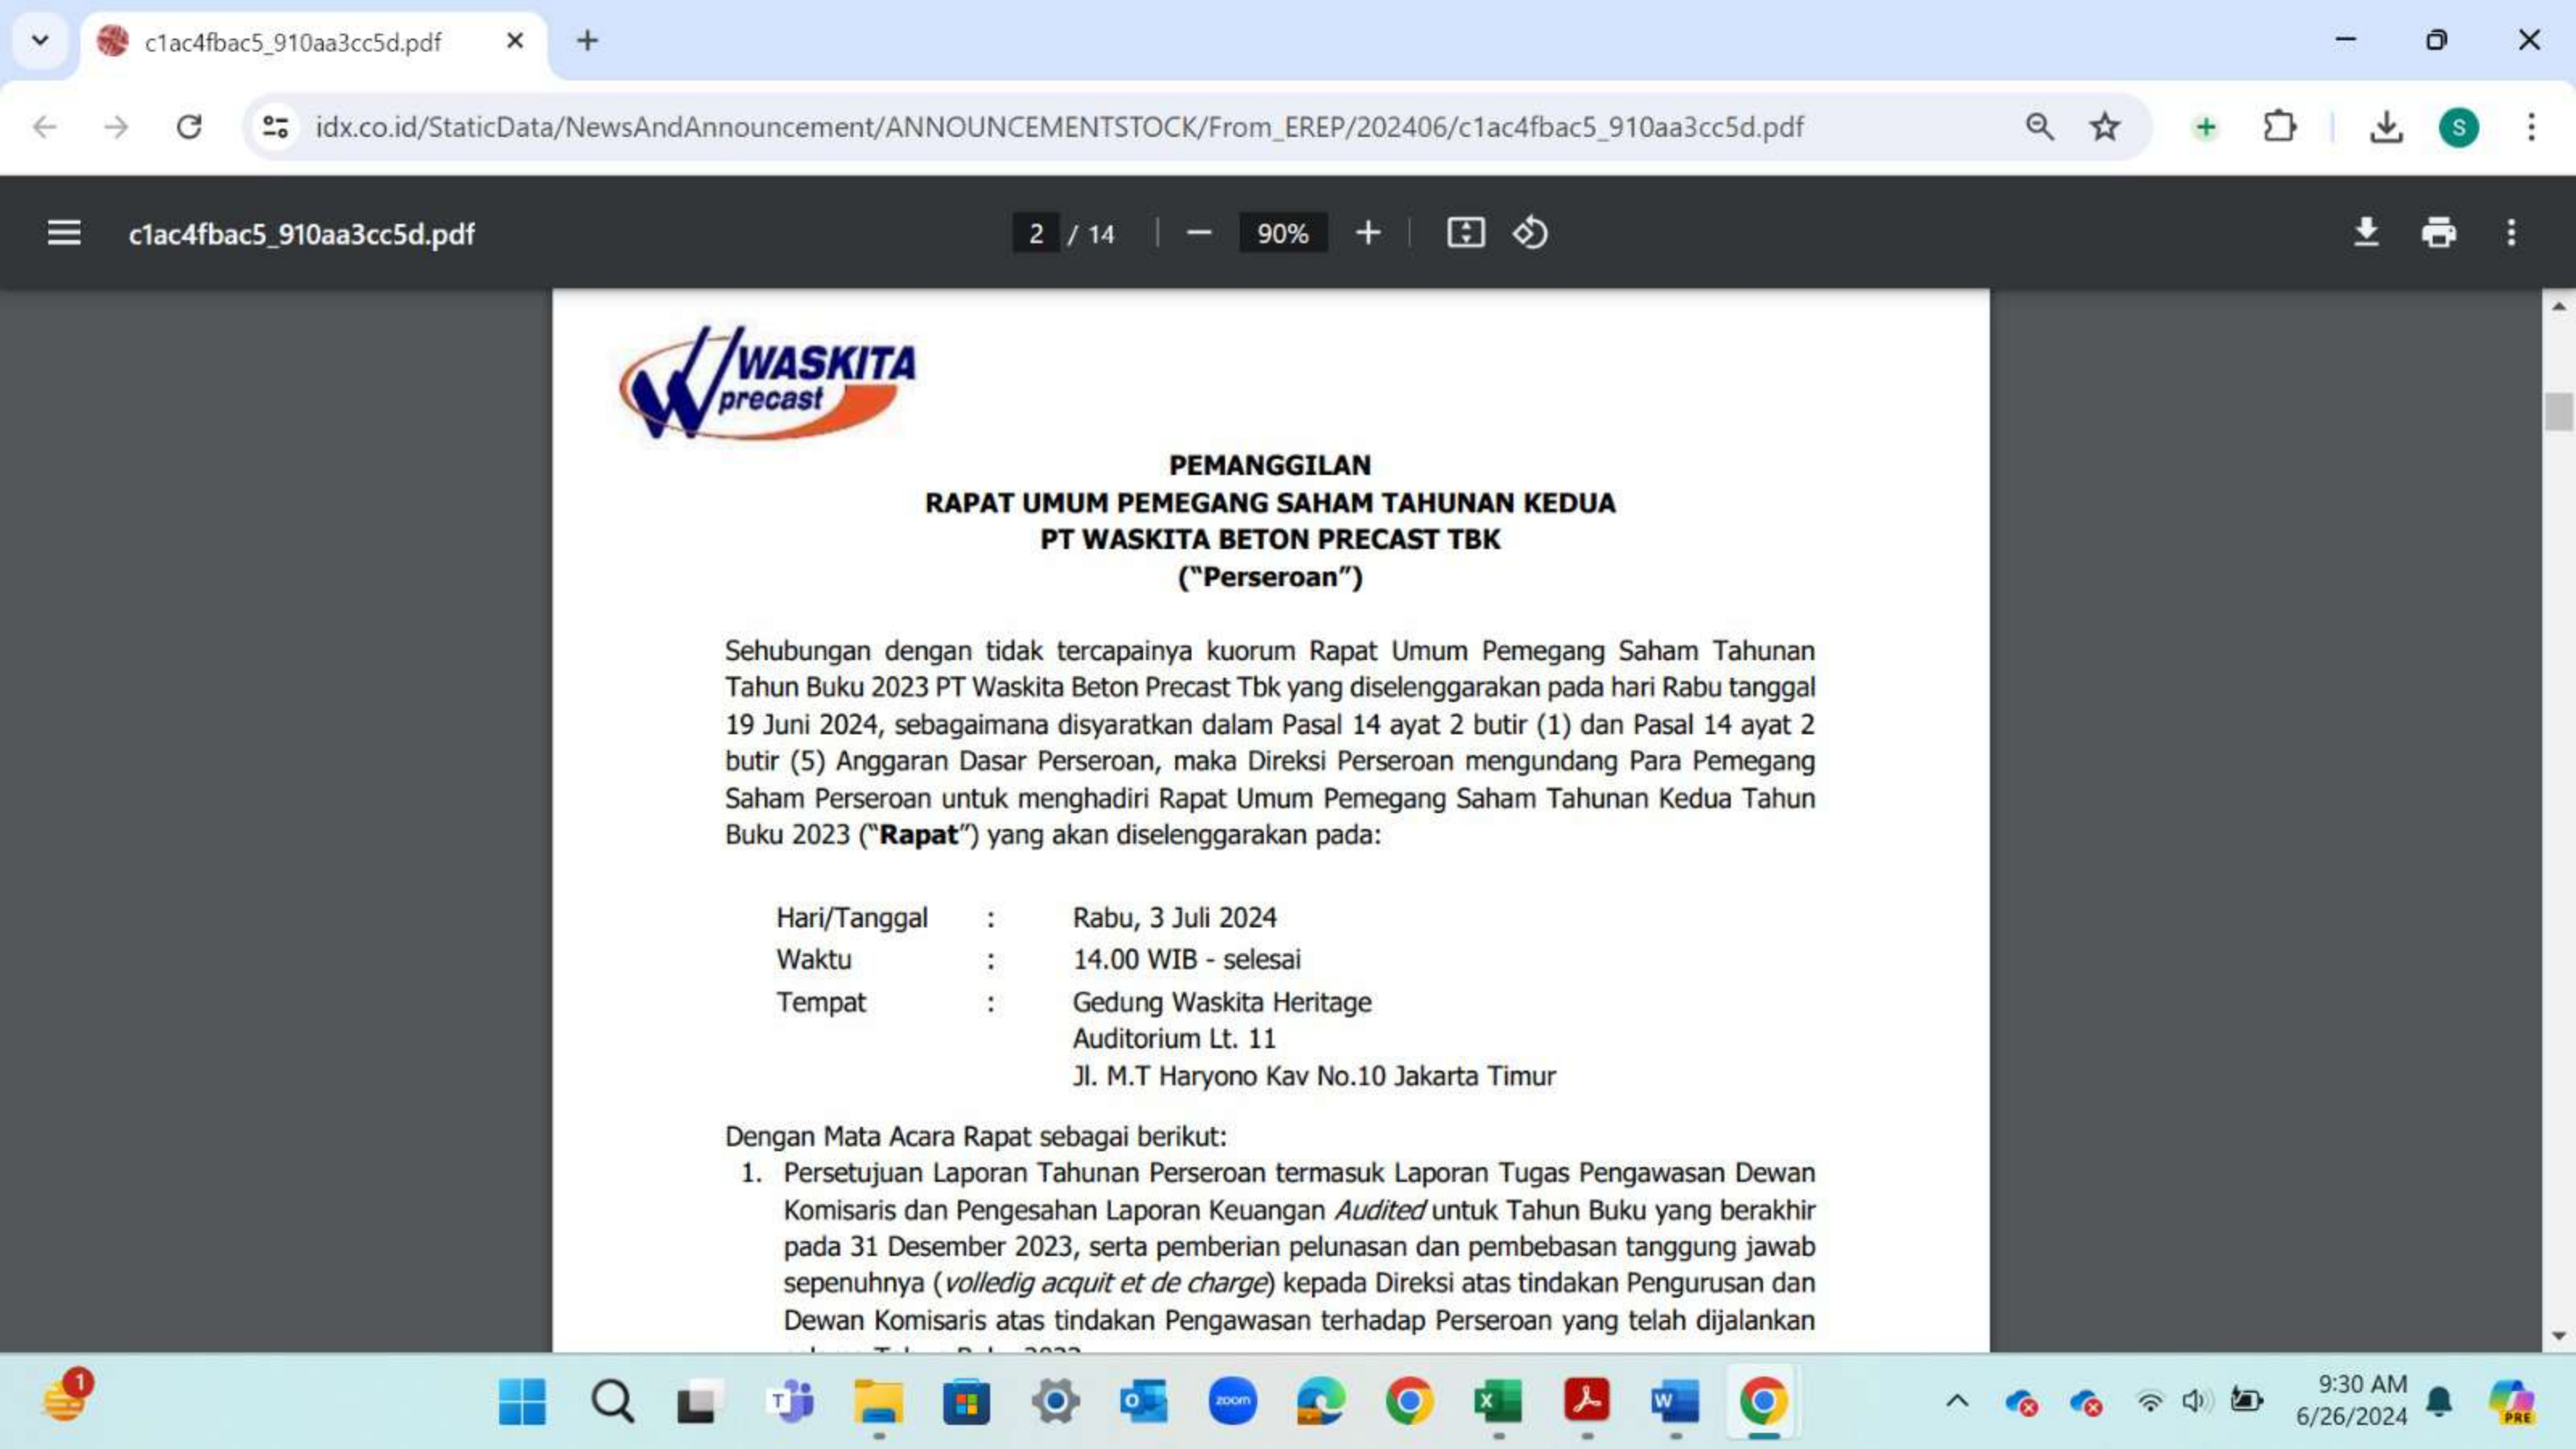 c1ac4fbac5_910aa3cc5d.pdf
idx.co.id/StaticData/NewsAndAnnouncement/ANNOUNCEMENTSTOCK/From_EREP/202406/c1ac4fbac5_910aa3cc5d.pdf
S
c1ac4fbac5_910aa3cc5d.pdf
2 / 14
90%
WASKITA
precast
PEMANGGILAN
RAPAT UMUM PEMEGANG SAHAM TAHUNAN KEDUA
PT WASKITA BETON PRECAST TBK
("Perseroan")
Sehubungan dengan tidak tercapainya kuorum Rapat Umum Pemegang Saham Tahunan
Tahun Buku 2023 PT Waskita Beton Precast Tbk yang diselenggarakan pada hari Rabu tanggal
19 Juni 2024, sebagaimana disyaratkan dalam Pasal 14 ayat 2 butir (1) dan Pasal 14 ayat 2
butir (5) Anggaran Dasar Perseroan, maka Direksi Perseroan mengundang Para Pemegang
Saham Perseroan untuk menghadiri Rapat Umum Pemegang Saham Tahunan Kedua Tahun
Buku 2023 ("Rapat") yang akan diselenggarakan pada:
Hari/Tanggal : Rabu, 3 Juli 2024
Waktu : 14.00 WIB - selesai
Tempat : Gedung Waskita Heritage
Auditorium Lt. 11
Jl. M.T Haryono Kav No.10 Jakarta Timur
Dengan Mata Acara Rapat sebagai berikut:
1. Persetujuan Laporan Tahunan Perseroan termasuk Laporan Tugas Pengawasan Dewan
Komisaris dan Pengesahan Laporan Keuangan Audited untuk Tahun Buku yang berakhir
pada 31 Desember 2023, serta pemberian pelunasan dan pembebasan tanggung jawab
sepenuhnya (volledig acquit et de charge) kepada Direksi atas tindakan Pengurusan dan
Dewan Komisaris atas tindakan Pengawasan terhadap Perseroan yang telah dijalankan
1
zoom
9:30 AM
6/26/2024
PRE